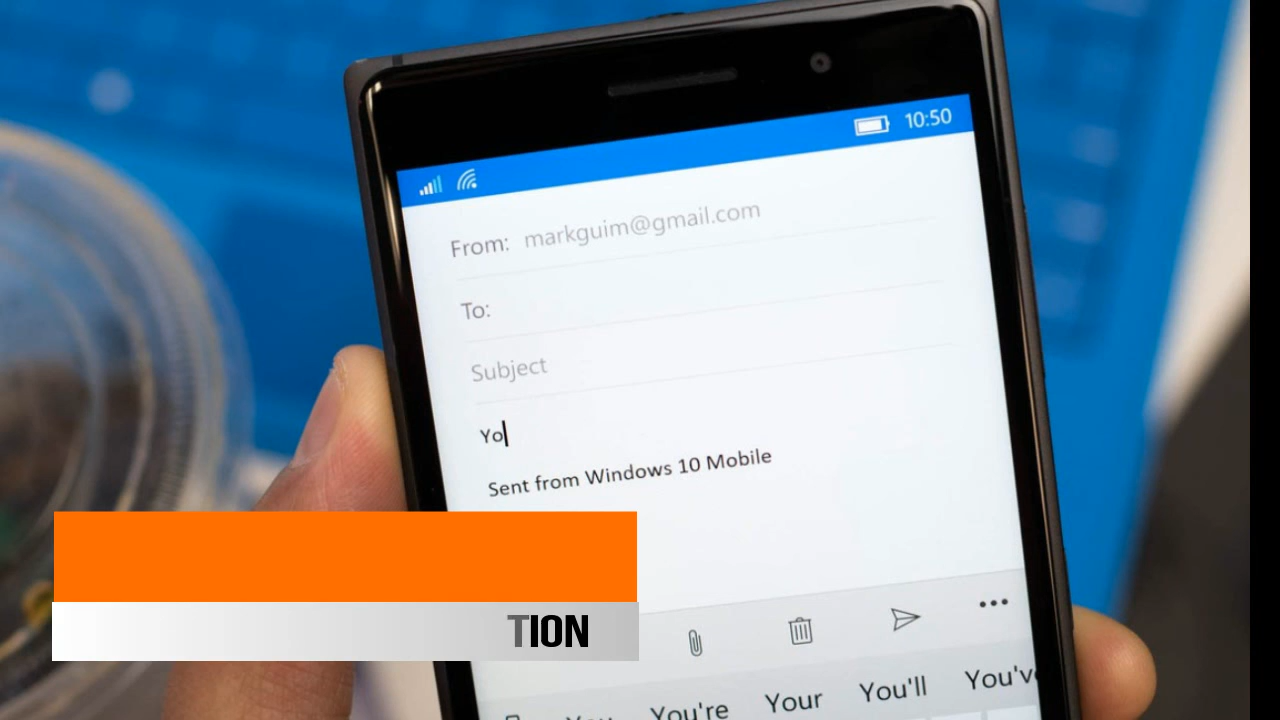 10:50
From: markguim@gmail.com
To:
Subject
Yo
Sent from Windows 10 Mobile
TION
You You're Your You'll You've